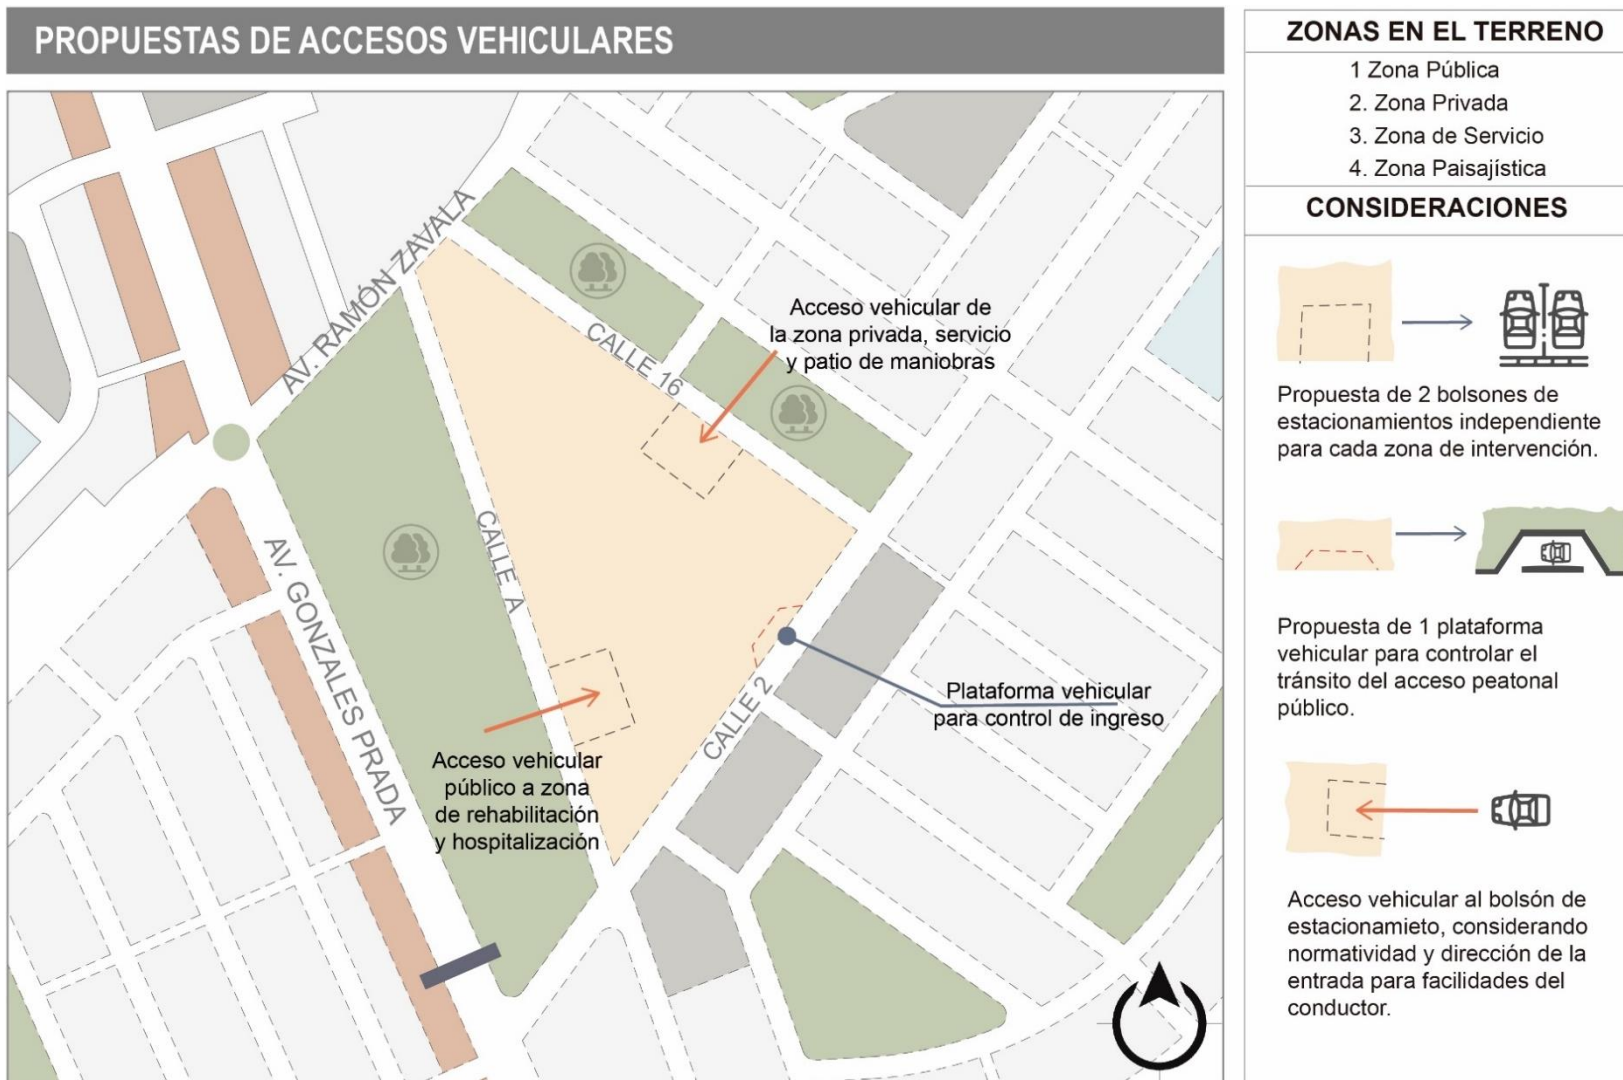 PROPUESTAS DE ACCESOS VEHICULARES
AV. RAMÓN ZAVALA
CALLE 16
Acceso vehicular de
la zona privada, servicio
y patio de maniobras
CALLE A
AV. GONZALES PRADA
CALLE 2
Plataforma vehicular
para control de ingreso
Acceso vehicular
público a zona
de rehabilitación
y hospitalización
ZONAS EN EL TERRENO
1 Zona Pública
2. Zona Privada
3. Zona de Servicio
4. Zona Paisajística
CONSIDERACIONES
Propuesta de 2 bolsones de
estacionamientos independiente
para cada zona de intervención.
Propuesta de 1 plataforma
vehicular para controlar el
tránsito del acceso peatonal
público.
Acceso vehicular al bolsón de
estacionamieto, considerando
normatividad y dirección de la
entrada para facilidades del
conductor.